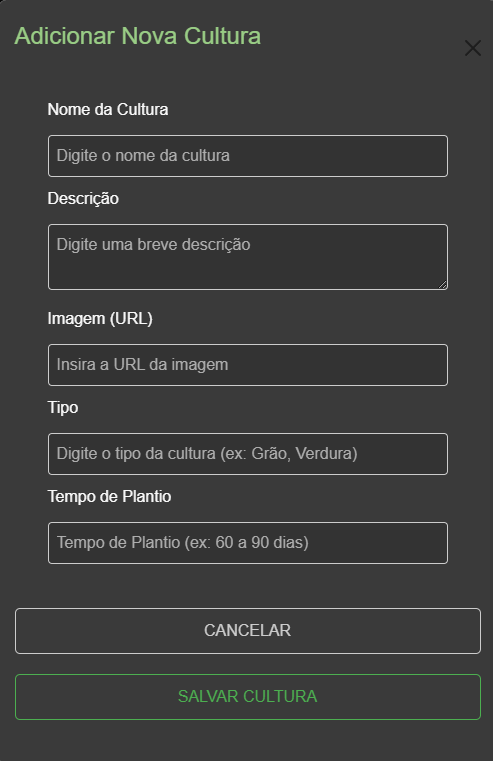 Adicionar Nova Cultura
Nome da Cultura
Digite o nome da cultura
Descrição
Digite uma breve descrição
Imagem (URL)
Insira a URL da imagem
Tipo
Digite o tipo da cultura (ex: Grão, Verdura)
Tempo de Plantio
Tempo de Plantio (ex: 60 a 90 dias)
CANCELAR
SALVAR CULTURA